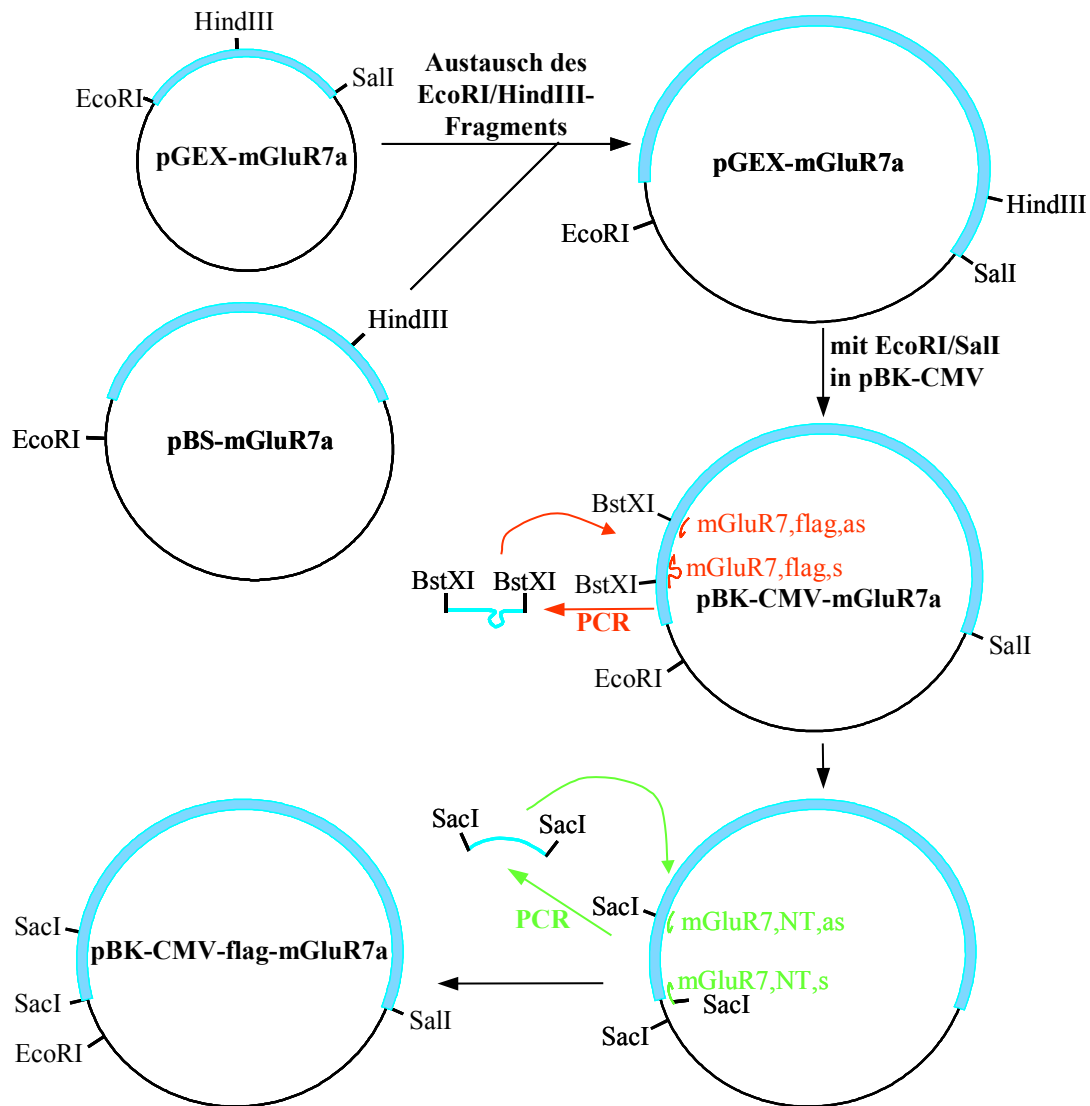 HindIII
EcoRI
SalI
pGEX-mGluR7a
Austausch des
EcoRI/HindIII-
Fragments
pGEX-mGluR7a
HindIII
EcoRI
SalI
HindIII
EcoRI
pBS-mGluR7a
mit EcoRI/SalI
in pBK-CMV
BstXI
mGluR7,flag,as
BstXI
BstXI
BstXI
mGluR7,flag,s
pBK-CMV-mGluR7a
PCR
SalI
EcoRI
SacI
SacI
PCR
SacI
mGluR7,NT,as
mGluR7,NT,s
SacI
SacI
SacI
pBK-CMV-flag-mGluR7a
SacI
SalI
EcoRI